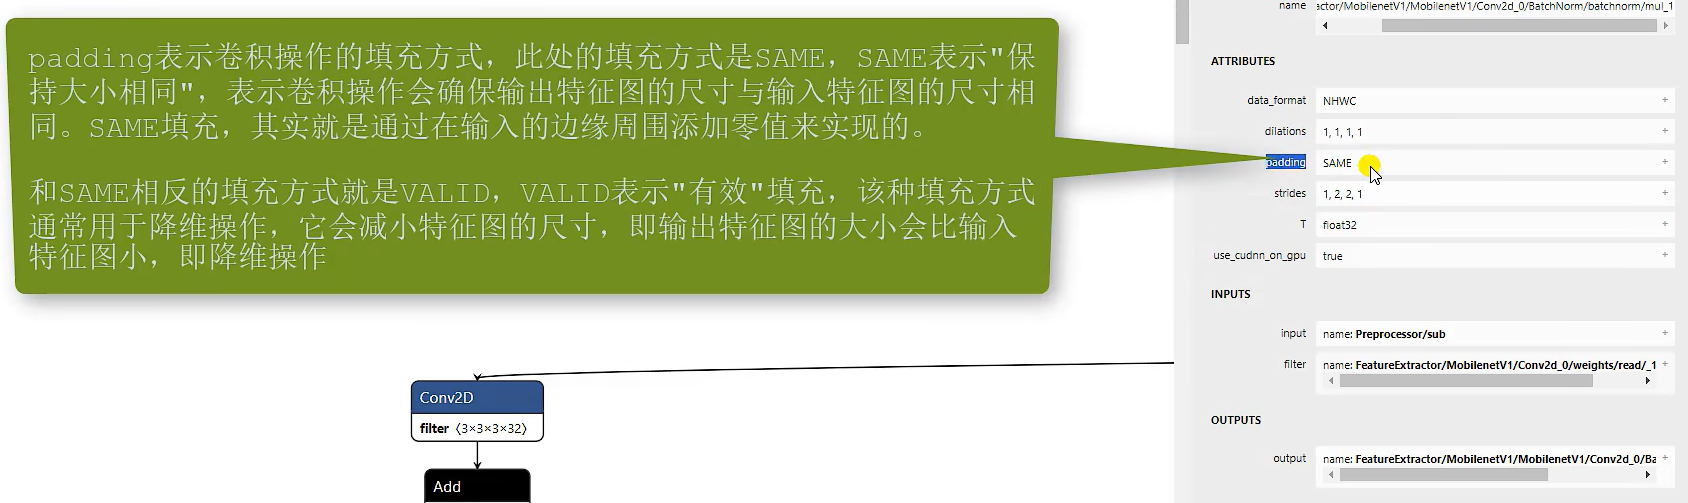 padding表示卷积操作的填充方式，此处的填充方式是SAME，SAME表示"保
持大小相同"，表示卷积操作会确保输出特征图的尺寸与输入特征图的尺寸相
同。SAME填充，其实就是通过在输入的边缘周围添加零值来实现的。
和SAME相反的填充方式就是VALID，VALID表示"有效"填充，该种填充方式
通常用于降维操作，它会减小特征图的尺寸，即输出特征图的大小会比输入
特征图小，即降维操作
Conv2D
filter 〈3×3×3×32〉
Add
name ctor/MobilenetV1/MobilenetV1/Conv2d_0/BatchNorm/batchnorm/mul_1
ATTRIBUTES
data_format NHWC +
dilations 1, 1, 1, 1 +
padding SAME +
strides 1, 2, 2, 1 +
T float32 +
use_cudnn_on_gpu true +
INPUTS
input name: Preprocessor/sub +
filter name: FeatureExtractor/MobilenetV1/Conv2d_0/weights/read/_1 +
OUTPUTS
output name: FeatureExtractor/MobilenetV1/MobilenetV1/Conv2d_0/Ba +